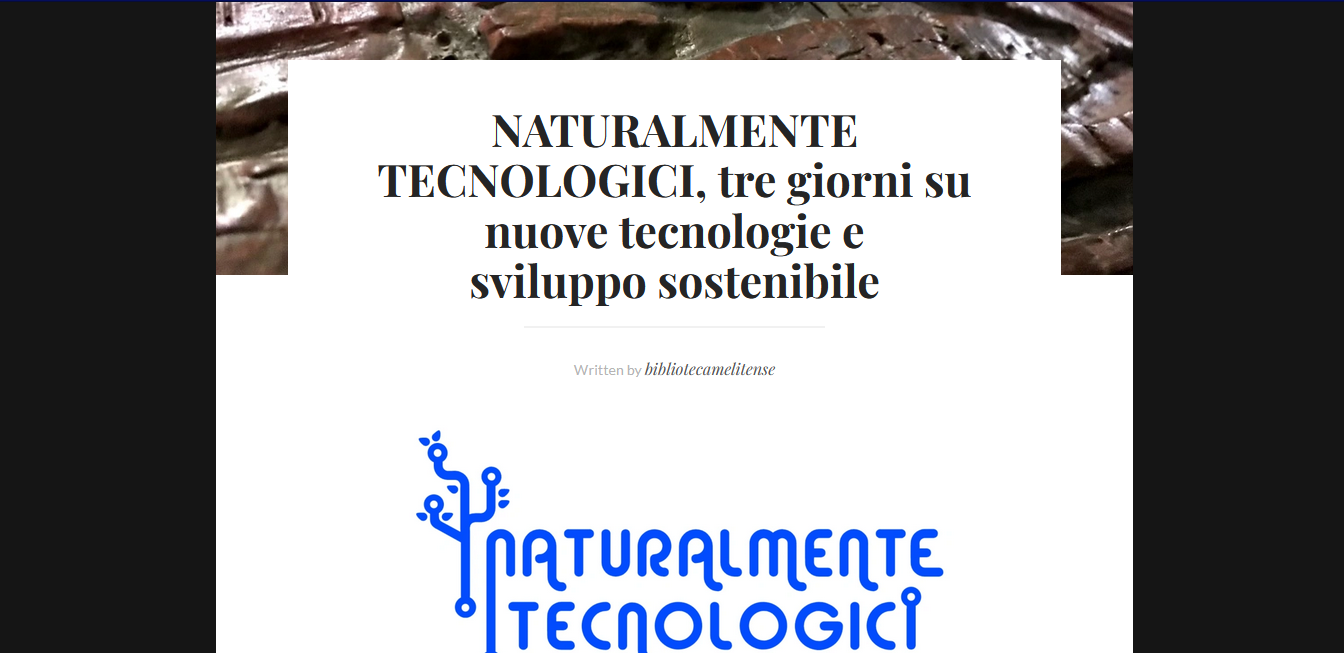 NATURALMENTE
TECNOLOGICI, tre giorni su
nuove tecnologie e
sviluppo sostenibile
Written by bibliotecamelitense
NATURALMENTE
TECNOLOGICI